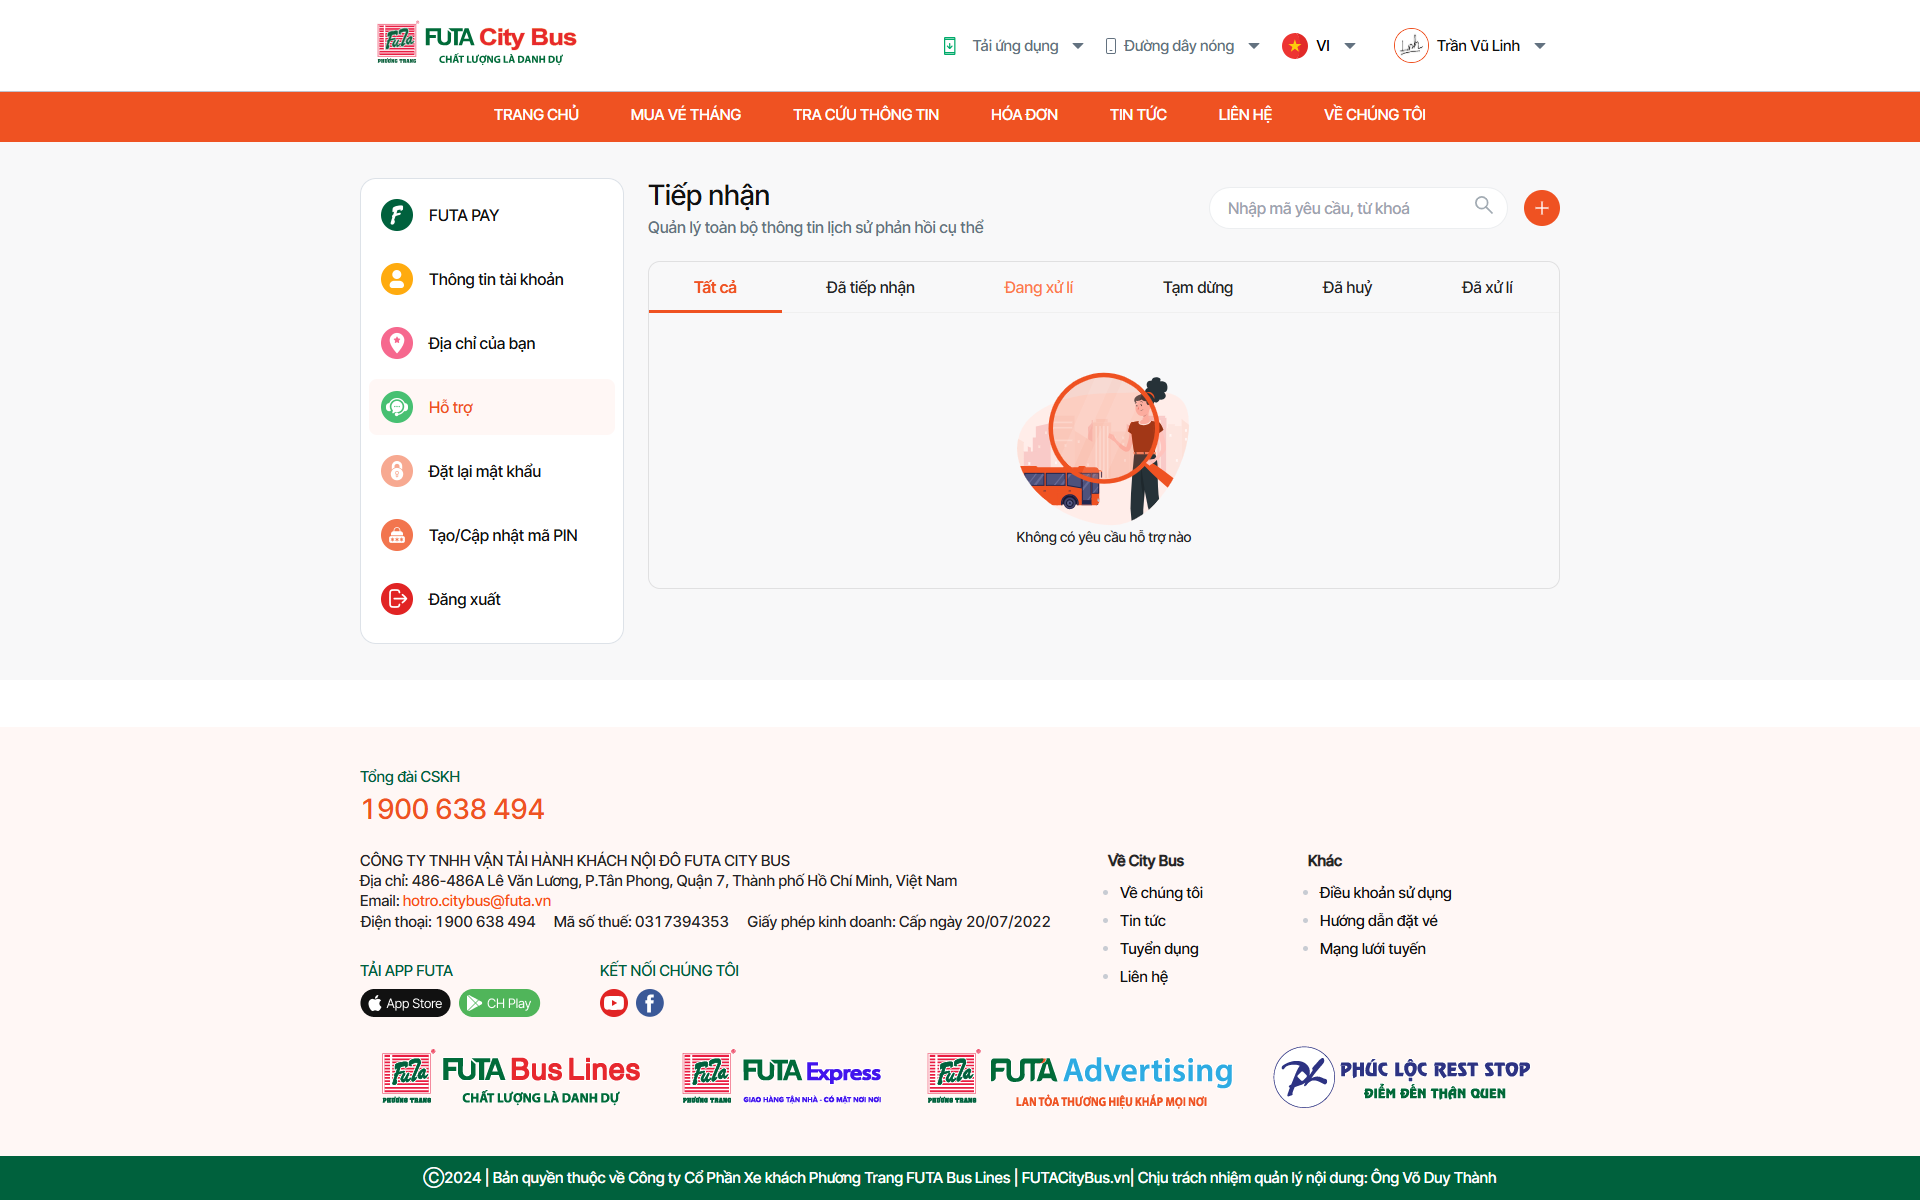 FUTA City Bus
PHƯƠNG TRANG
CHẤT LƯỢNG LÀ DANH DỰ
Tải ứng dụng
Đường dây nóng
VI
Trần Vũ Linh
TRANG CHỦ
MUA VÉ THÁNG
TRA CỨU THÔNG TIN
HÓA ĐƠN
TIN TỨC
LIÊN HỆ
VỀ CHÚNG TÔI
FUTA PAY
Thông tin tài khoản
Địa chỉ của bạn
Hỗ trợ
Đặt lại mật khẩu
Tạo/Cập nhật mã PIN
Đăng xuất
Tiếp nhận
Quản lý toàn bộ thông tin lịch sử phản hồi cụ thể
Nhập mã yêu cầu, từ khoá
Tất cả
Đã tiếp nhận
Đang xử lí
Tạm dừng
Đã huỷ
Đã xử lí
Không có yêu cầu hỗ trợ nào
Tổng đài CSKH
1900 638 494
CÔNG TY TNHH VẬN TẢI HÀNH KHÁCH NỘI ĐÔ FUTA CITY BUS
Địa chỉ: 486-486A Lê Văn Lương, P.Tân Phong, Quận 7, Thành phố Hồ Chí Minh, Việt Nam
Email: hotro.citybus@futa.vn
Điện thoại: 1900 638 494 Mã số thuế: 0317394353 Giấy phép kinh doanh: Cấp ngày 20/07/2022
Về City Bus
Về chúng tôi
Tin tức
Tuyển dụng
Liên hệ
Khác
Điều khoản sử dụng
Hướng dẫn đặt vé
Mạng lưới tuyến
TẢI APP FUTA
App Store
CH Play
KẾT NỐI CHÚNG TÔI
FuTa
PHƯƠNG TRANG
FUTA Bus Lines
CHẤT LƯỢNG LÀ DANH DỰ
FuTa
PHƯƠNG TRANG
FUTA Express
GIAO HÀNG TẬN NHÀ - CÓ MẶT NƠI NƠI
FuTa
PHƯƠNG TRANG
FUTA Advertising
LAN TỎA THƯƠNG HIỆU KHẮP MỌI NƠI
PHÚC LỘC REST STOP
ĐIỂM ĐẾN THÂN QUEN
©2024 | Bản quyền thuộc về Công ty Cổ Phần Xe khách Phương Trang FUTA Bus Lines | FUTACityBus.vn| Chịu trách nhiệm quản lý nội dung: Ông Võ Duy Thành